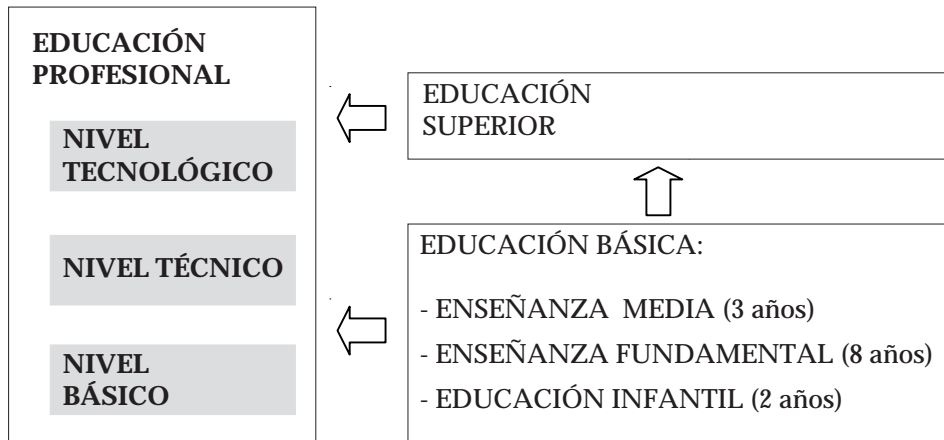 EDUCACIÓN
PROFESIONAL
NIVEL
TECNOLÓGICO
NIVEL TÉCNICO
NIVEL
BÁSICO
EDUCACIÓN
SUPERIOR
EDUCACIÓN BÁSICA:
- ENSEÑANZA MEDIA (3 años)
- ENSEÑANZA FUNDAMENTAL (8 años)
- EDUCACIÓN INFANTIL (2 años)